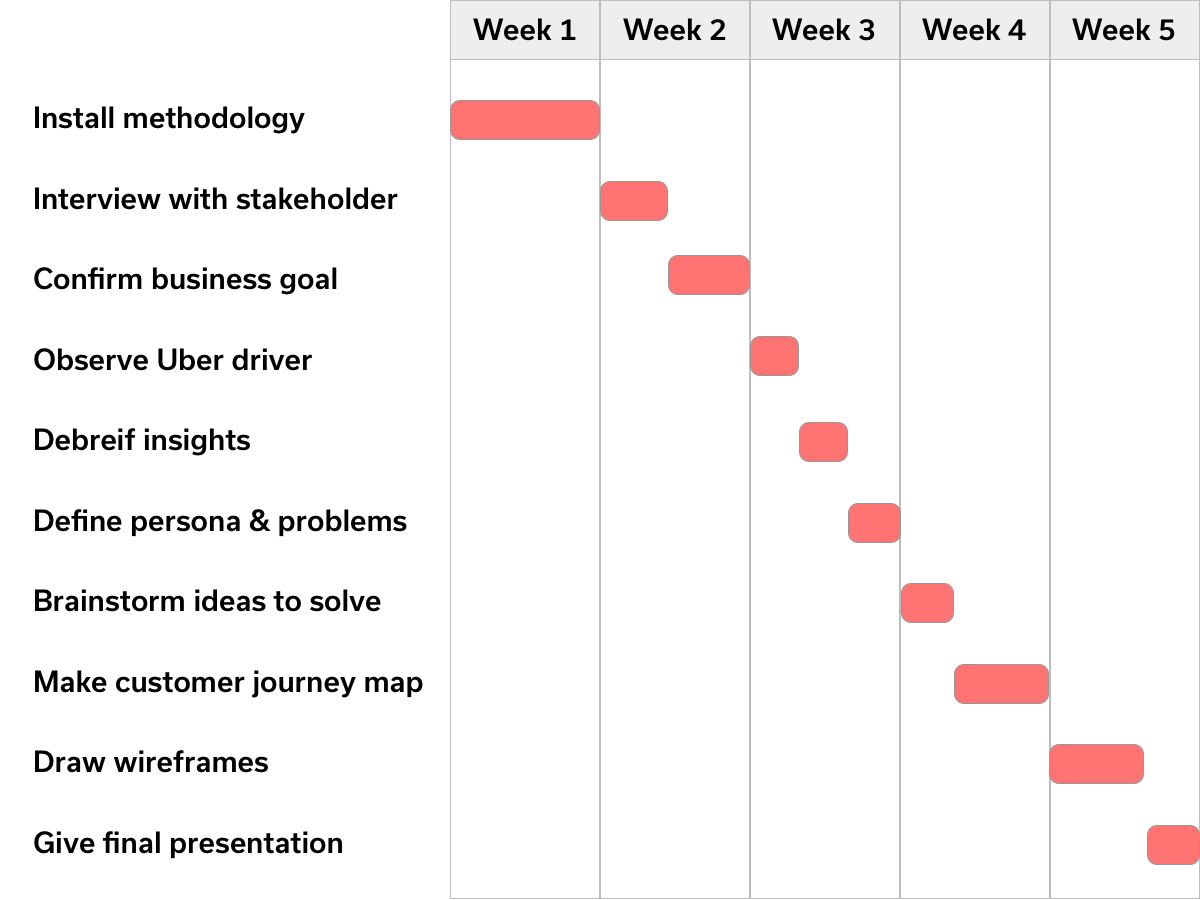 Week 1 Week 2 Week 3 Week 4 Week 5
Install methodology
Interview with stakeholder
Confirm business goal
Observe Uber driver
Debreif insights
Define persona & problems
Brainstorm ideas to solve
Make customer journey map
Draw wireframes
Give final presentation